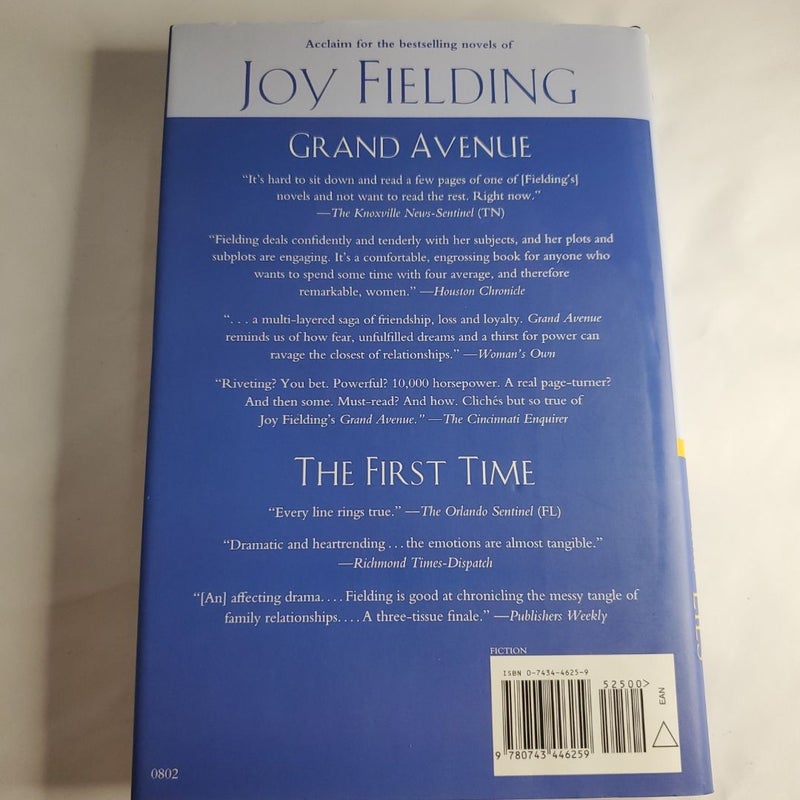 Acclaim for the bestselling novels of
JOY FIELDING
GRAND AVENUE
“It’s hard to sit down and read a few pages of one of [Fielding’s]
novels and not want to read the rest. Right now.”
—The Knoxville News-Sentinel (TN)
“Fielding deals confidently and tenderly with her subjects, and her plots and
subplots are engaging. It’s a comfortable, engrossing book for anyone who
wants to spend some time with four average, and therefore
remarkable, women.” —Houston Chronicle
“. . . a multi-layered saga of friendship, loss and loyalty. Grand Avenue
reminds us of how fear, unfulfilled dreams and a thirst for power can
ravage the closest of relationships.” —Woman’s Own
“Riveting? You bet. Powerful? 10,000 horsepower. A real page-turner?
And then some. Must-read? And how. Clichés but so true of
Joy Fielding’s Grand Avenue.” —The Cincinnati Enquirer
THE FIRST TIME
“Every line rings true.” —The Orlando Sentinel (FL)
“Dramatic and heartrending . . . the emotions are almost tangible.”
—Richmond Times-Dispatch
“[An] affecting drama. . . . Fielding is good at chronicling the messy tangle of
family relationships. . . . A three-tissue finale.” —Publishers Weekly
FICTION
ISBN 0-7434-4625-9
52500>
EAN
9 780743 446259
0802